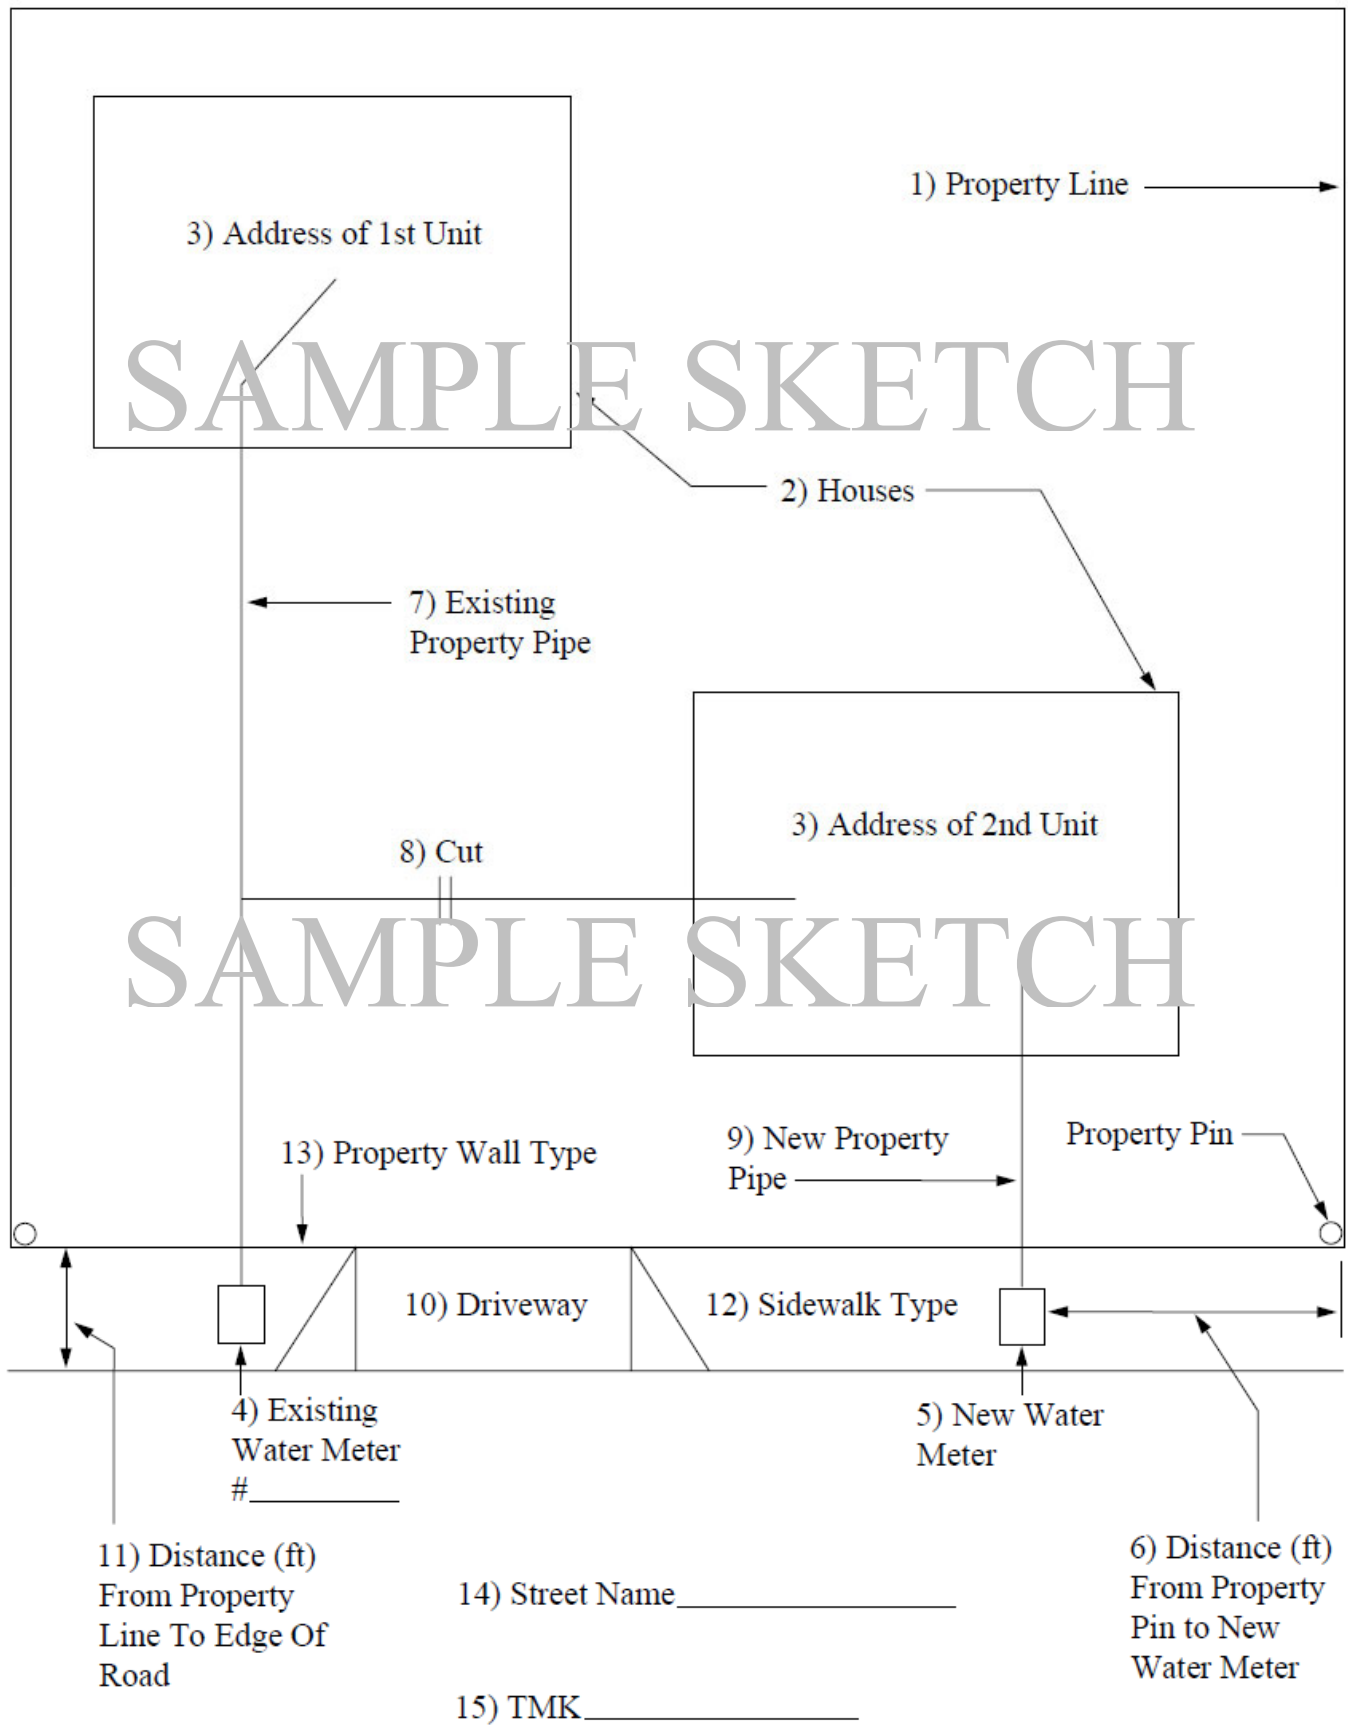 1) Property Line
3) Address of 1st Unit
SAMPLE SKETCH
2) Houses
7) Existing
Property Pipe
3) Address of 2nd Unit
8) Cut
SAMPLE SKETCH
13) Property Wall Type
9) New Property
Pipe
Property Pin
10) Driveway
12) Sidewalk Type
4) Existing
Water Meter
#__________
5) New Water
Meter
11) Distance (ft)
From Property
Line To Edge Of
Road
6) Distance (ft)
From Property
Pin to New
Water Meter
14) Street Name__________________
15) TMK__________________